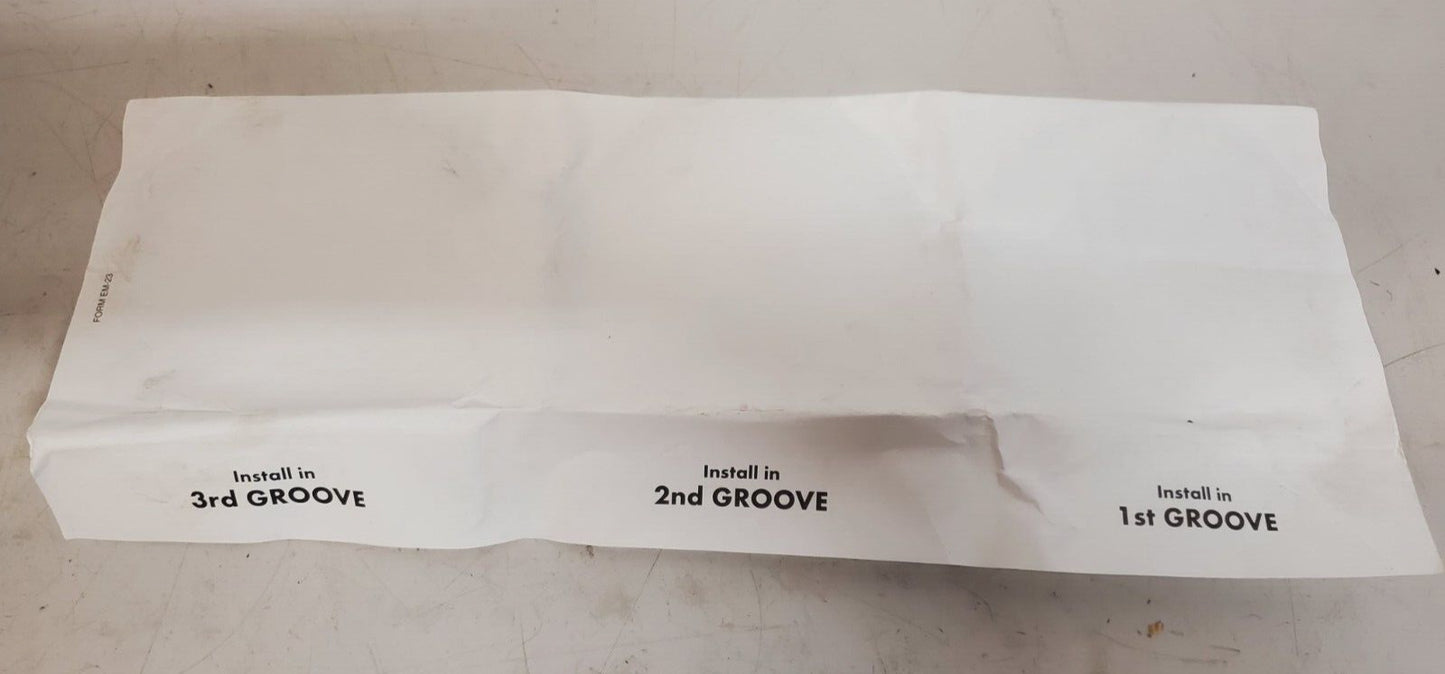 FORM EM-23
Install in
3rd GROOVE
Install in
2nd GROOVE
Install in
1st GROOVE